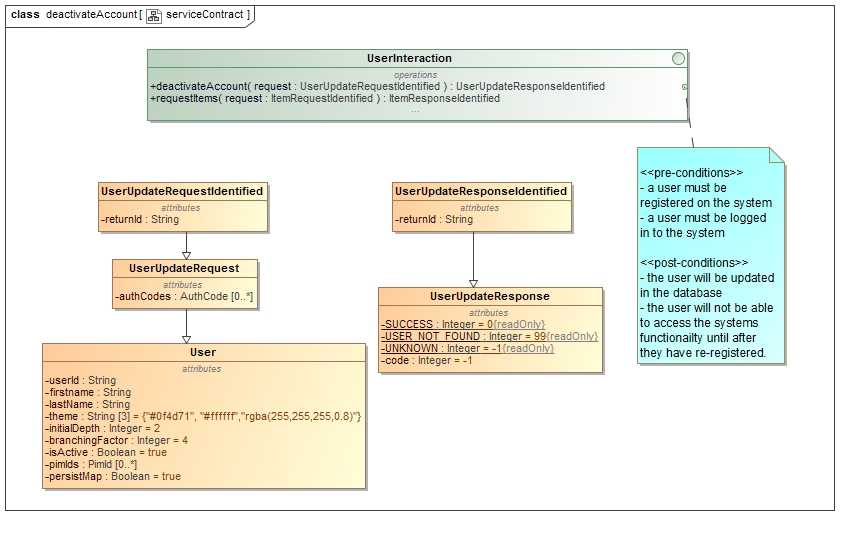 class deactivateAccount[ serviceContract ]
UserInteraction
operations
+deactivateAccount( request : UserUpdateRequestIdentified ) : UserUpdateResponseIdentified
+requestItems( request : ItemRequestIdentified ) : ItemResponseIdentified
...
<<pre-conditions>>
- a user must be
registered on the system
- a user must be logged
in to the system
<<post-conditions>>
- the user will be updated
in the database
- the user will not be able
to access the systems
functionailty until after
they have re-registered.
UserUpdateRequestIdentified
attributes
-returnId : String
UserUpdateResponseIdentified
attributes
-returnId : String
UserUpdateRequest
attributes
-authCodes : AuthCode [0..*]
UserUpdateResponse
attributes
-SUCCESS : Integer = 0{readOnly}
-USER_NOT_FOUND : Integer = 99{readOnly}
-UNKNOWN : Integer = -1{readOnly}
-code : Integer = -1
User
attributes
-userId : String
-firstname : String
-lastName : String
-theme : String [3] = {"#0f4d71", "#ffffff","rgba(255,255,255,0.8)"}
-initialDepth : Integer = 2
-branchingFactor : Integer = 4
-isActive : Boolean = true
-pimIds : PimId [0..*]
-persistMap : Boolean = true